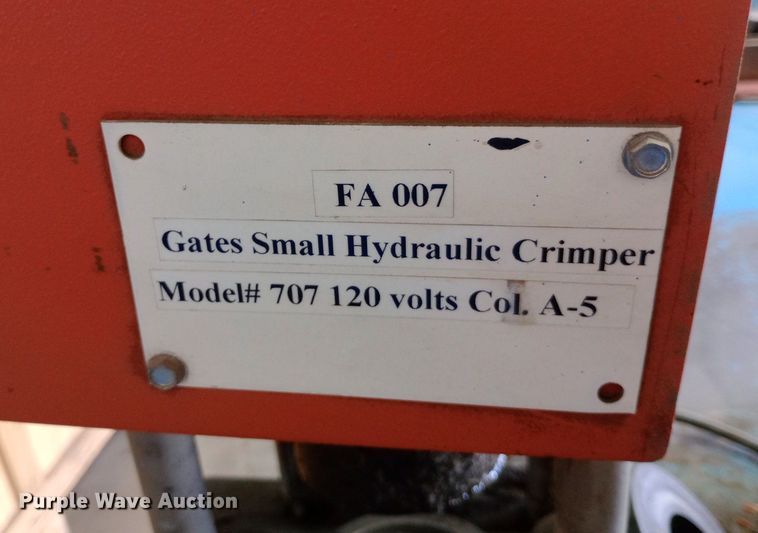 FA 007
Gates Small Hydraulic Crimper
Model# 707 120 volts Col. A-5
Purple Wave Auction